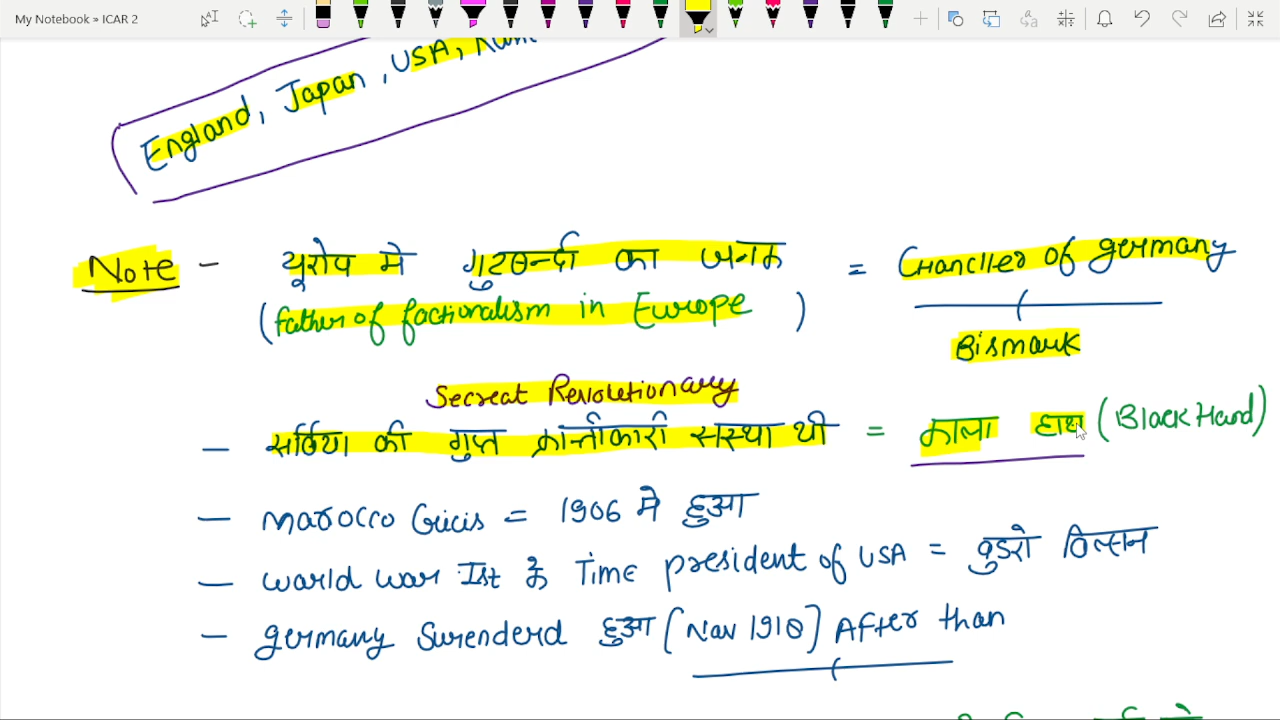 My Notebook » ICAR 2
England, Japan, USA,
Note - यूरोप मे गुटबन्दी का जनक = Chancller of germany
(father of factionalism in Europe) Bismark
Secreat Revolutionary
- सर्बिया की गुप्त क्रान्तीकारी संस्था थी = काला हाथ (Black Hand)
- Marocco Cricis = 1906 मे हुआ
- World War Ist के Time president of USA = वुडरो विल्सन
- germany Surenderd हुआ (Nov 1918) After than